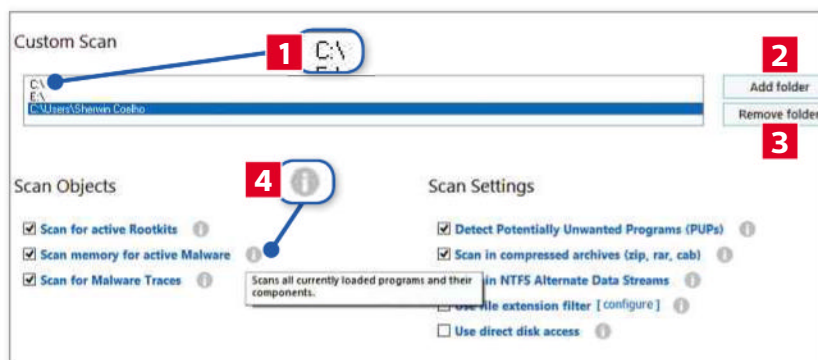 Custom Scan
1
C:\
2
C:\
E:\
C:\Users\Sherwin Coelho
Add folder
Remove folder
3
Scan Objects
4
Scan Settings
Scan for active Rootkits
Detect Potentially Unwanted Programs (PUPs)
Scan memory for active Malware
Scan in compressed archives (zip, rar, cab)
Scan for Malware Traces
in NTFS Alternate Data Streams
Scans all currently loaded programs and their
components.
Use file extension filter [ configure ]
Use direct disk access